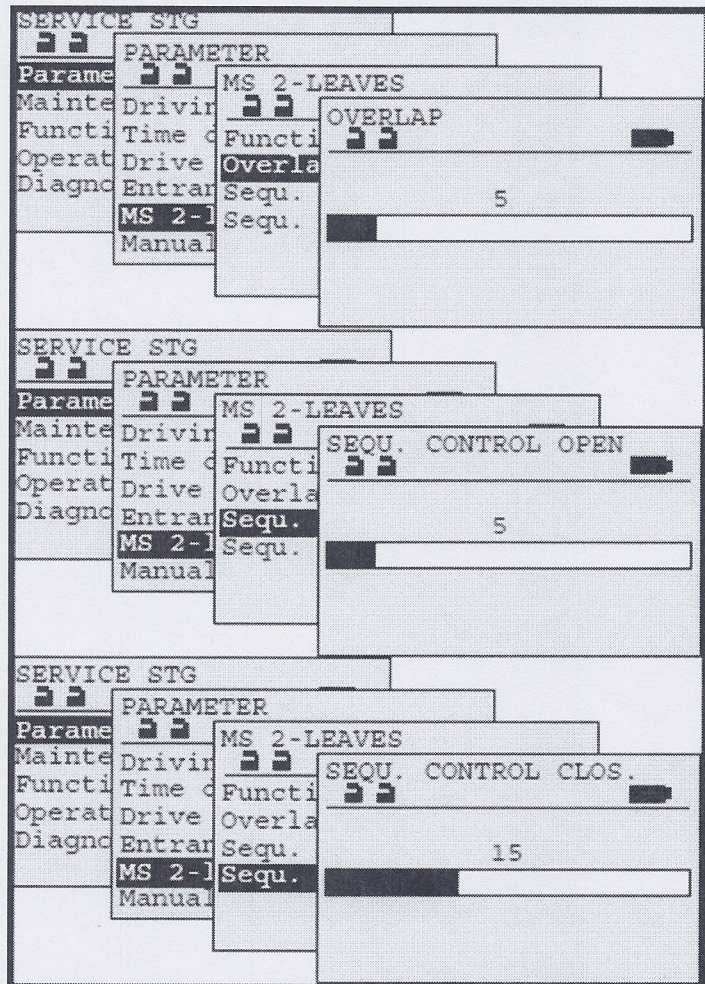 SERVICE STG
Parame
Mainte
Functi
Operat
Diagno
PARAMETER
Drivin
Time d
Drive
Entran
MS 2-l
Manual
MS 2-LEAVES
Functi
Overla
Sequ.
Sequ.
OVERLAP
5
SERVICE STG
Parame
Mainte
Functi
Operat
Diagno
PARAMETER
Drivin
Time d
Drive
Entran
MS 2-l
Manual
MS 2-LEAVES
Functi
Overla
Sequ.
Sequ.
SEQU. CONTROL OPEN
5
SERVICE STG
Parame
Mainte
Functi
Operat
Diagno
PARAMETER
Drivin
Time d
Drive
Entran
MS 2-l
Manual
MS 2-LEAVES
Functi
Overla
Sequ.
Sequ.
SEQU. CONTROL CLOS.
15